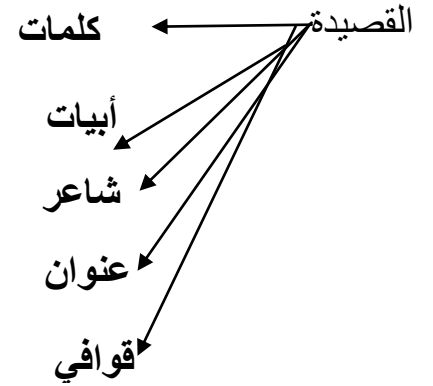 القصيدة
كلمات
أبيات
شاعر
عنوان
قوافي